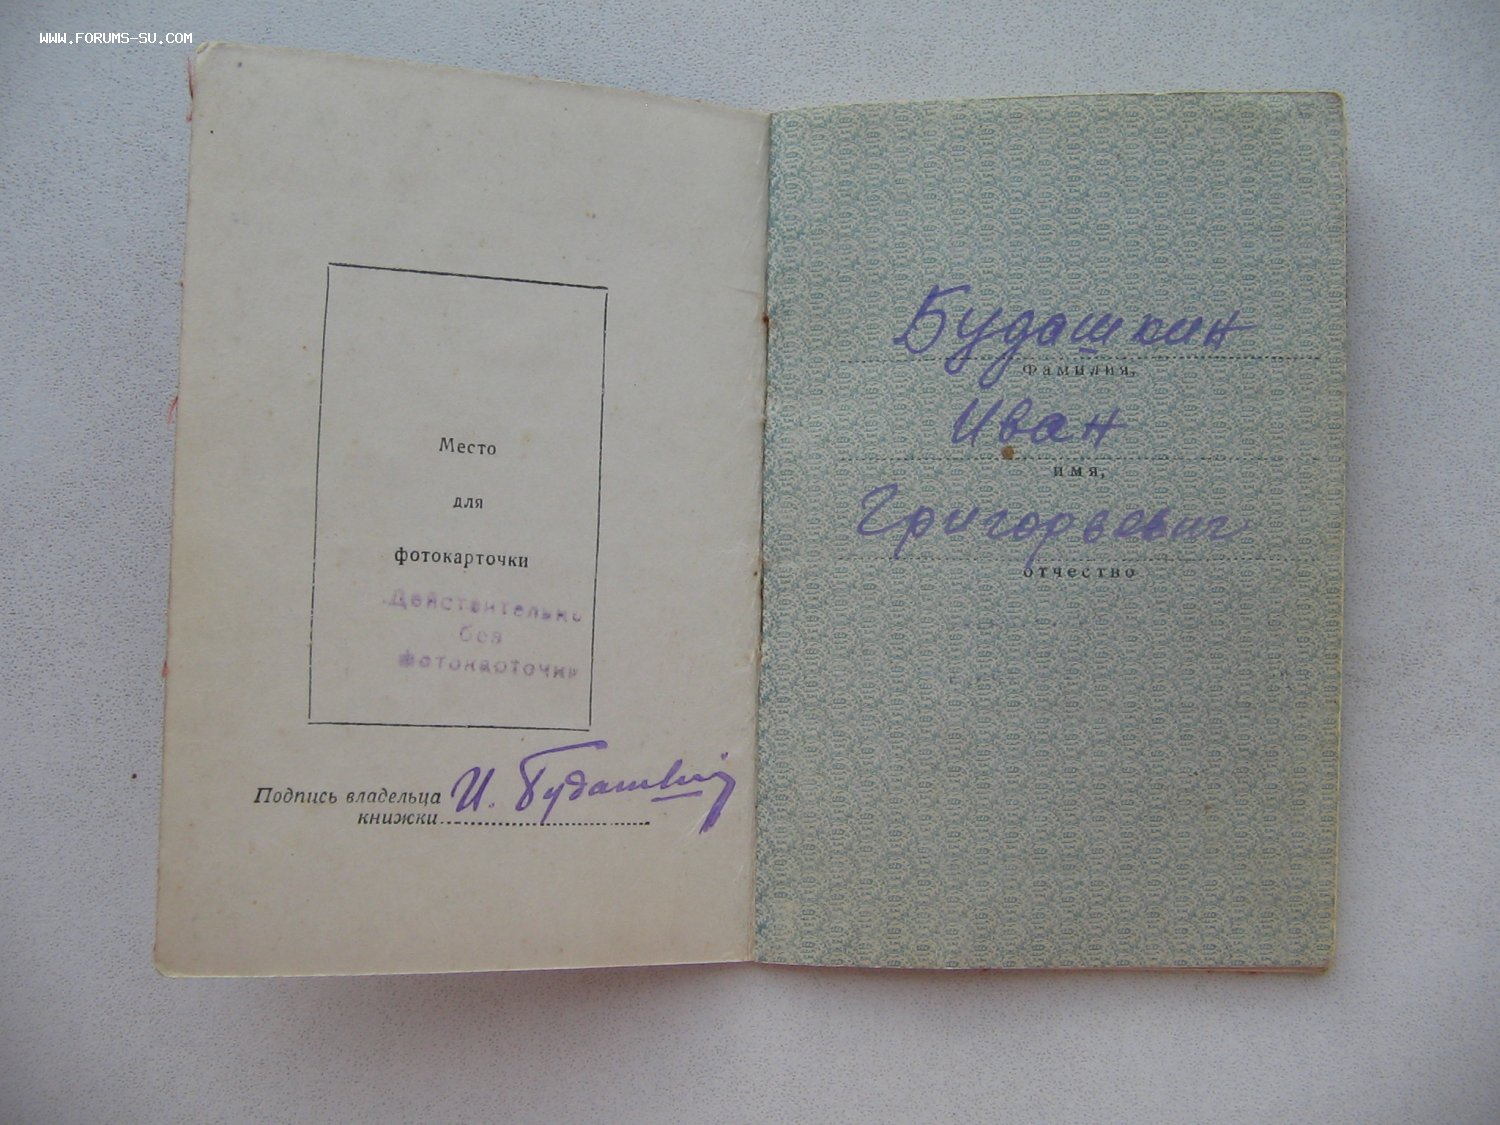 WWW.FORUMS-SU.COM
Место
для
фотокарточки
Действительно
без
фотокарточки
Подпись владельца И. Будашкин
книжки
Будашкин
Фамилия,
Иван
имя,
Григорьевич
отчество